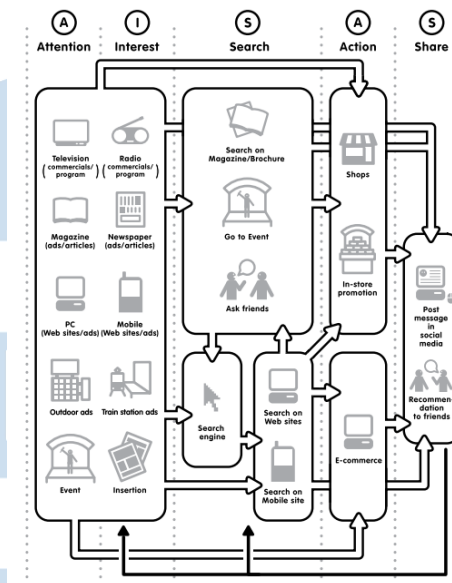 A I S A S
Attention Interest Search Action Share
Television
( commercials/
program )
Radio
( commercials/
program )
Magazine
(ads/articles)
Newspaper
(ads/articles)
PC
(Web sites/ads)
Mobile
(Web sites/ads)
Outdoor ads
Train station ads
Event
Insertion
Search on
Magazine/Brochure
Go to Event
Ask friends
Search
engine
Search on
Web sites
Search on
Mobile site
Shops
In-store
promotion
E-commerce
Post
message
in
social
media
Recommen-
dation
to friends